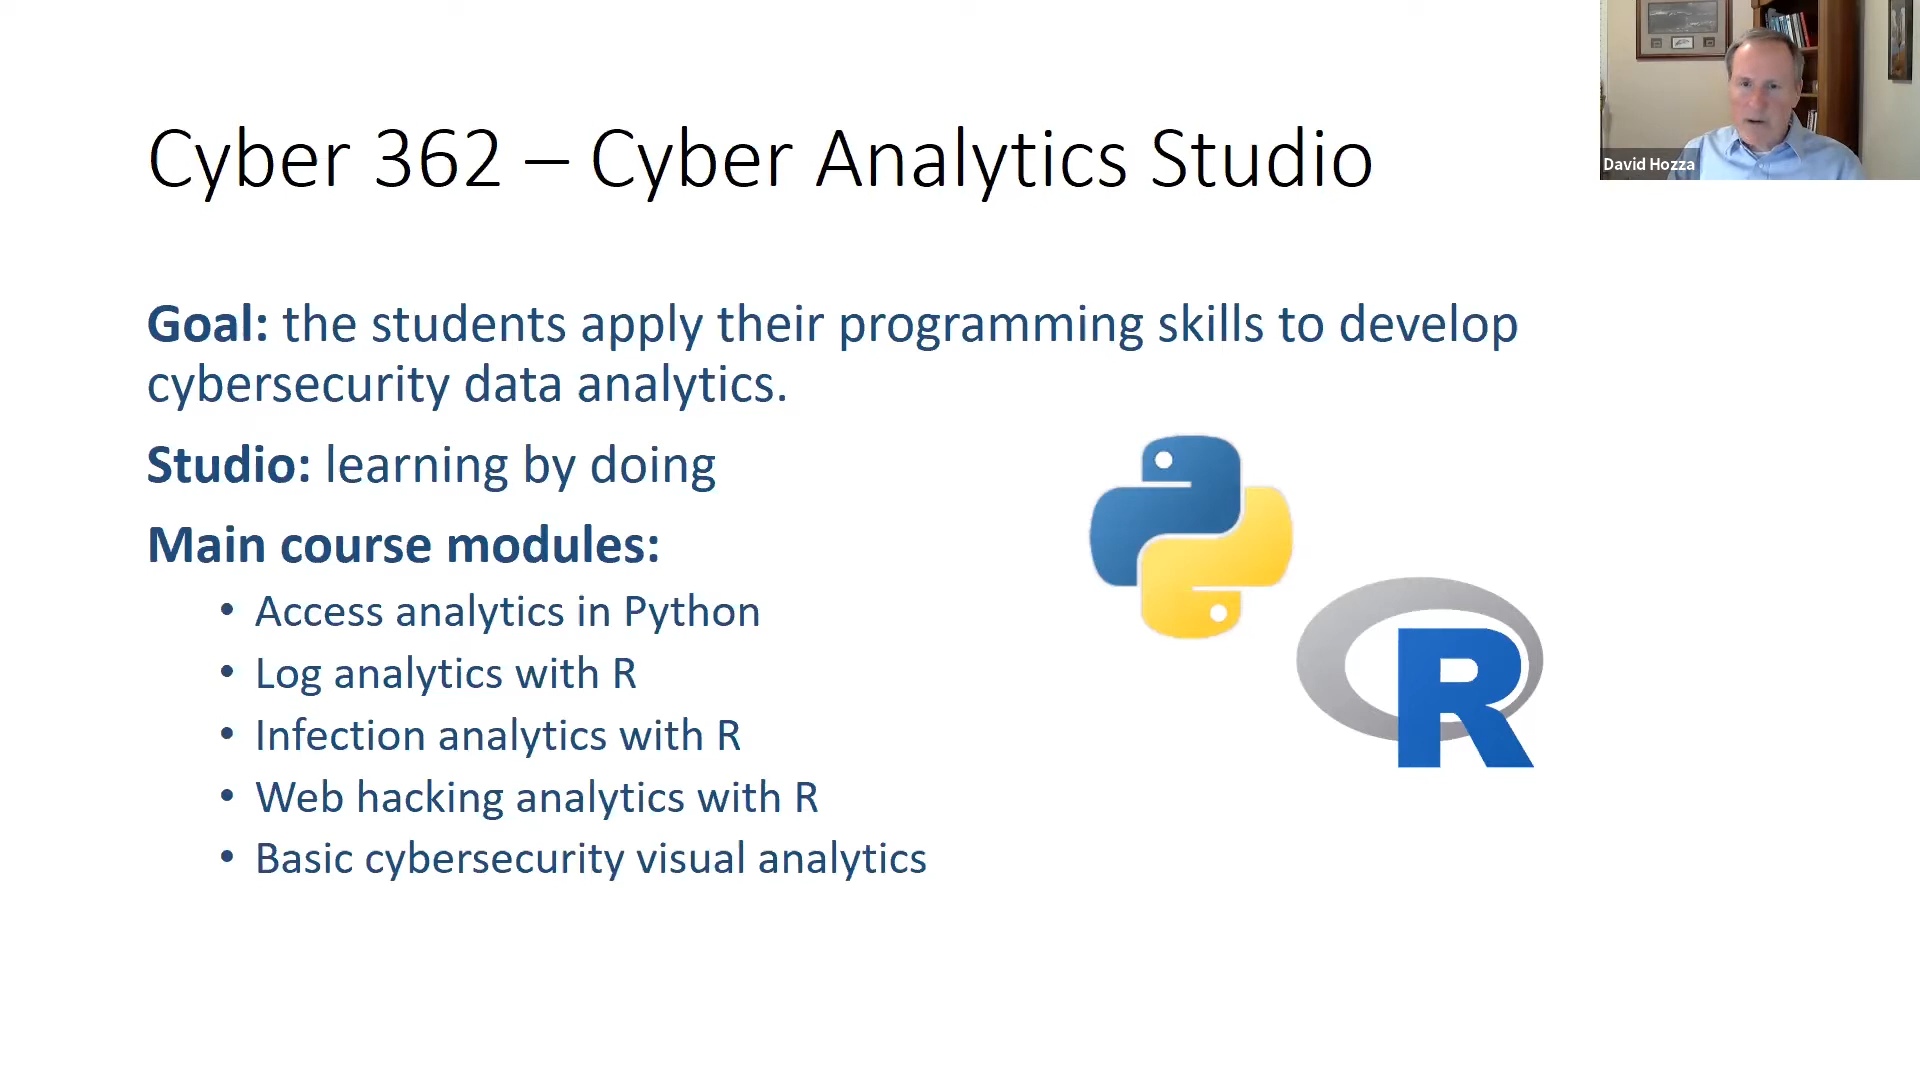 Cyber 362 – Cyber Analytics Studio
David Hozza
Goal: the students apply their programming skills to develop
cybersecurity data analytics.
Studio: learning by doing
Main course modules:
• Access analytics in Python
• Log analytics with R
• Infection analytics with R
• Web hacking analytics with R
• Basic cybersecurity visual analytics
R